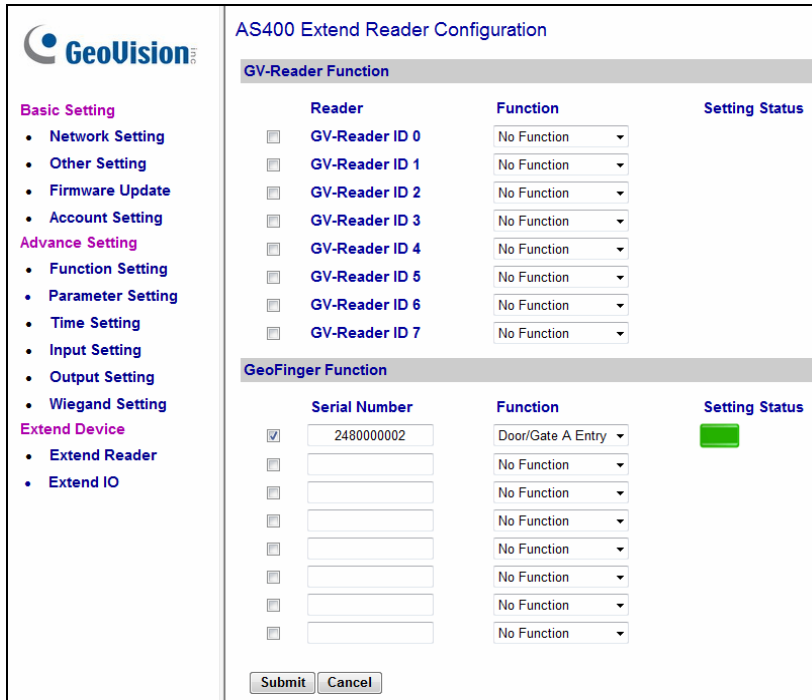 GeoVision inc
Basic Setting
• Network Setting
• Other Setting
• Firmware Update
• Account Setting
Advance Setting
• Function Setting
• Parameter Setting
• Time Setting
• Input Setting
• Output Setting
• Wiegand Setting
Extend Device
• Extend Reader
• Extend IO
AS400 Extend Reader Configuration
GV-Reader Function
Reader Function Setting Status
GV-Reader ID 0 No Function
GV-Reader ID 1 No Function
GV-Reader ID 2 No Function
GV-Reader ID 3 No Function
GV-Reader ID 4 No Function
GV-Reader ID 5 No Function
GV-Reader ID 6 No Function
GV-Reader ID 7 No Function
GeoFinger Function
Serial Number Function Setting Status
2480000002 Door/Gate A Entry
No Function
No Function
No Function
No Function
No Function
No Function
No Function
Submit Cancel